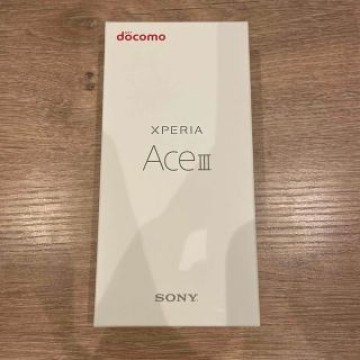 docomo
XPERIA
Ace III
SONY